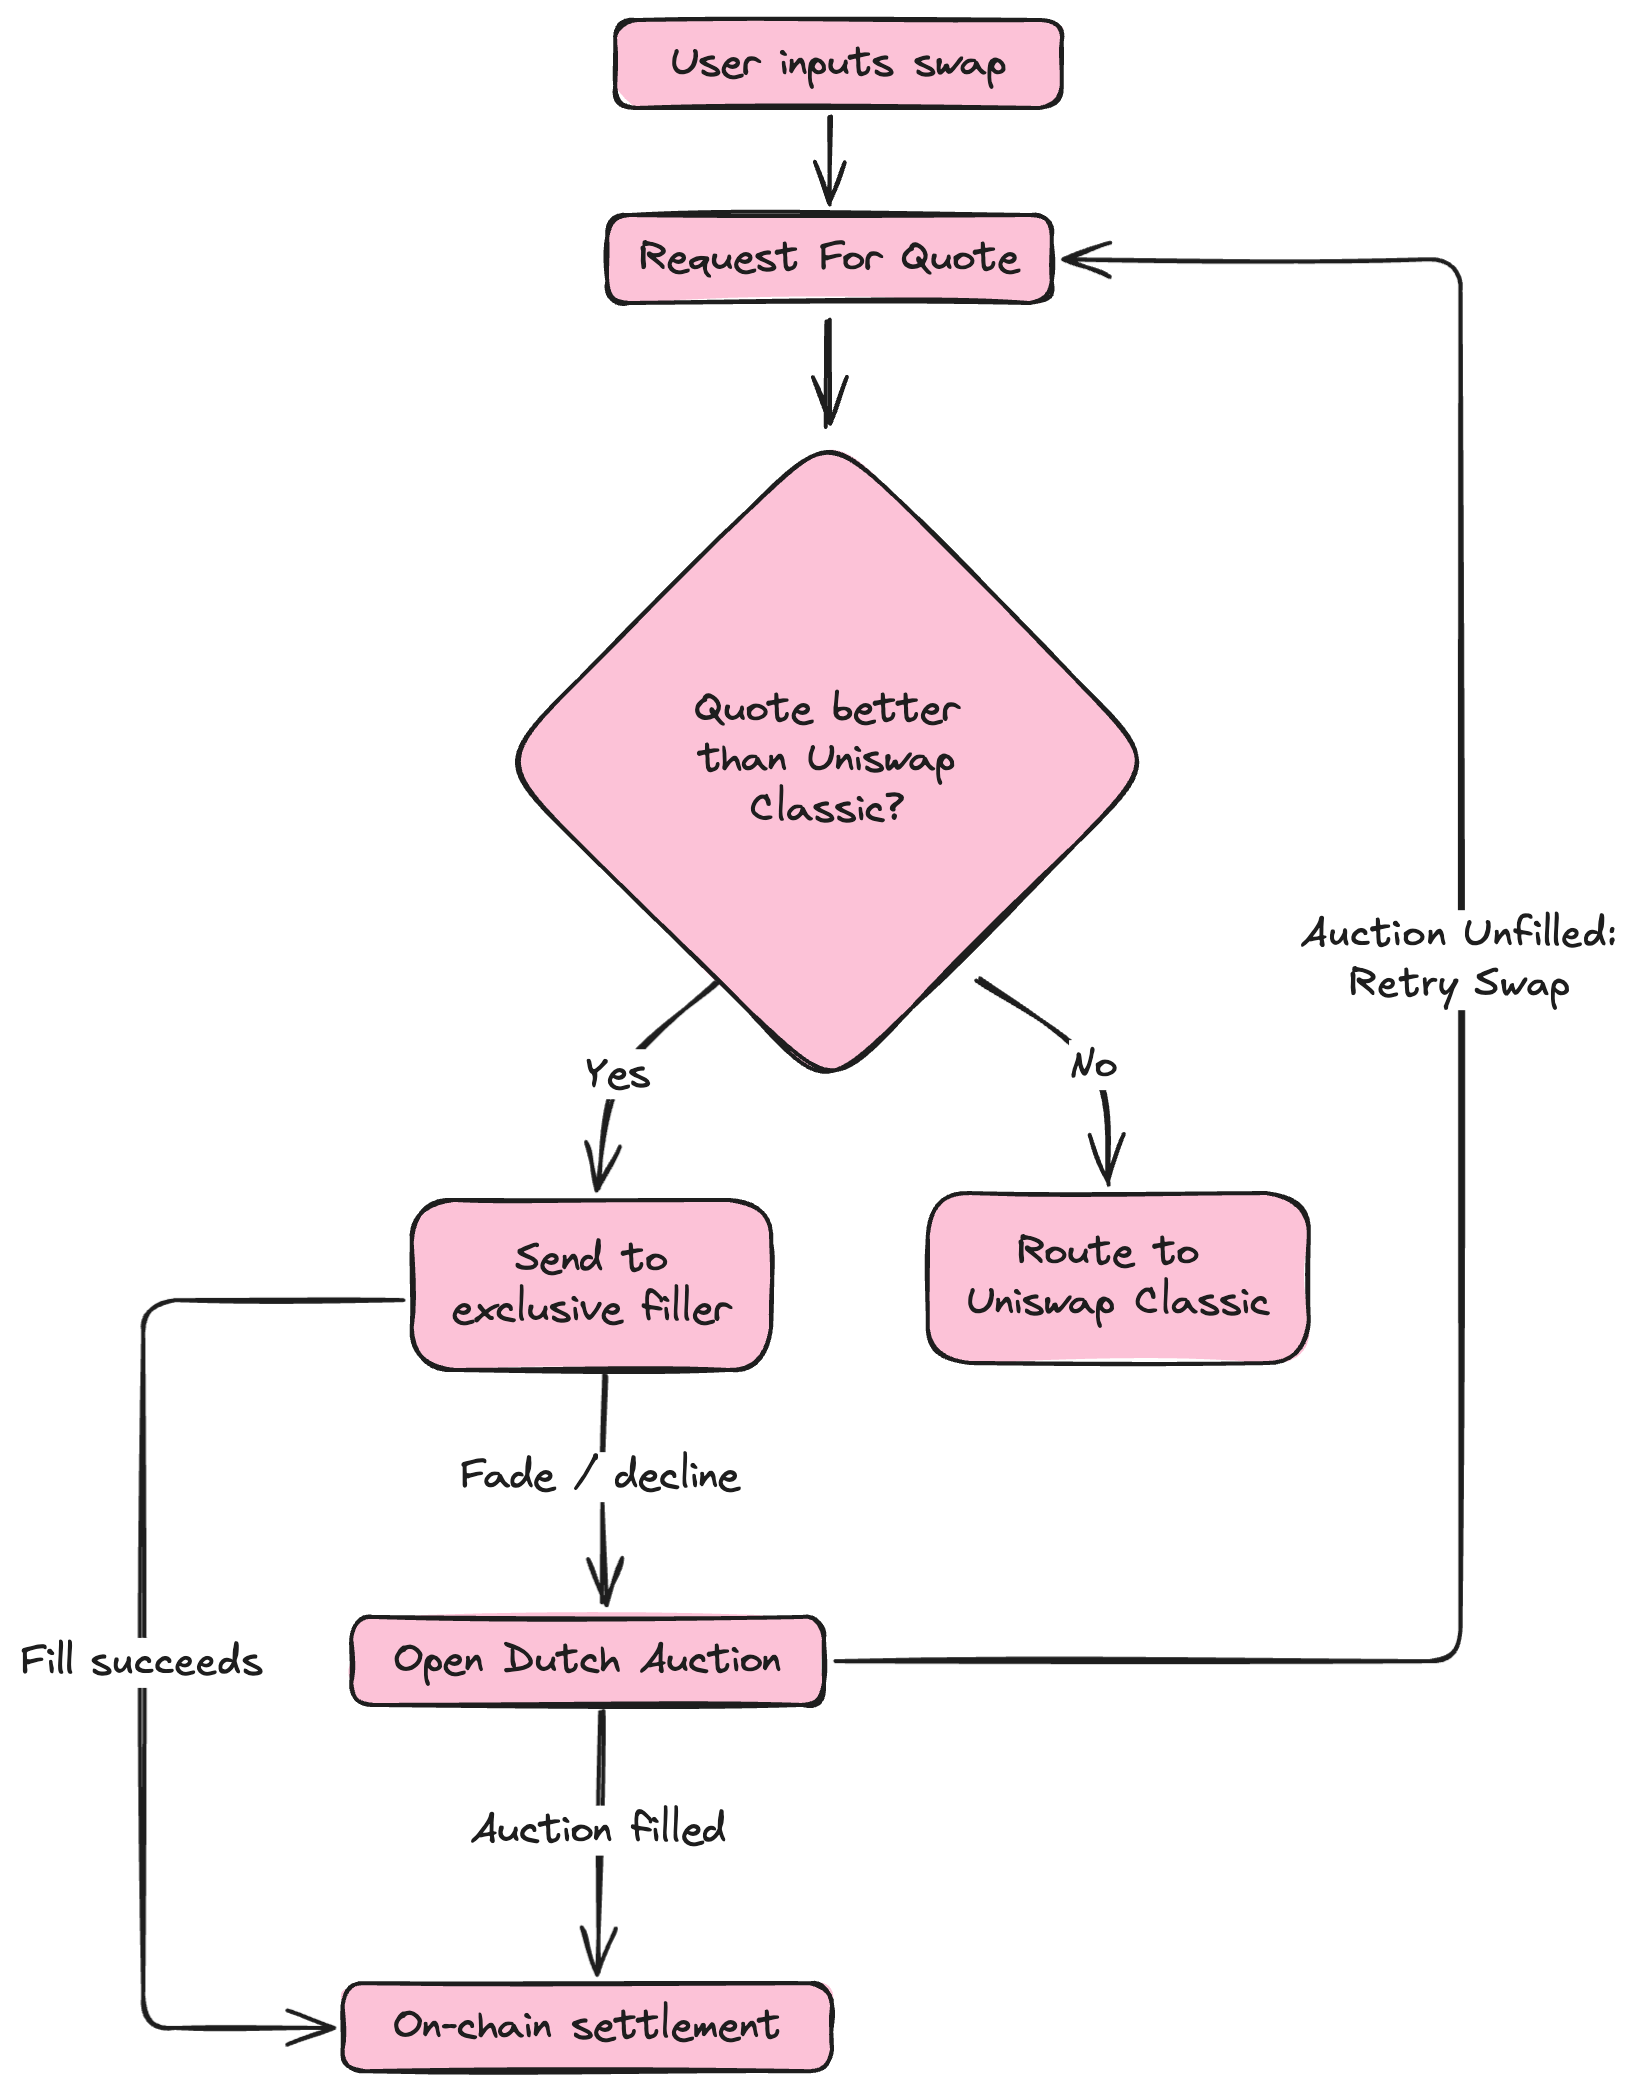 User inputs swap
Request For Quote
Quote better
than Uniswap
Classic?
Auction Unfilled:
Retry Swap
Yes
No
Send to
exclusive filler
Route to
Uniswap Classic
Fade / decline
Fill succeeds
Open Dutch Auction
Auction filled
On-chain settlement